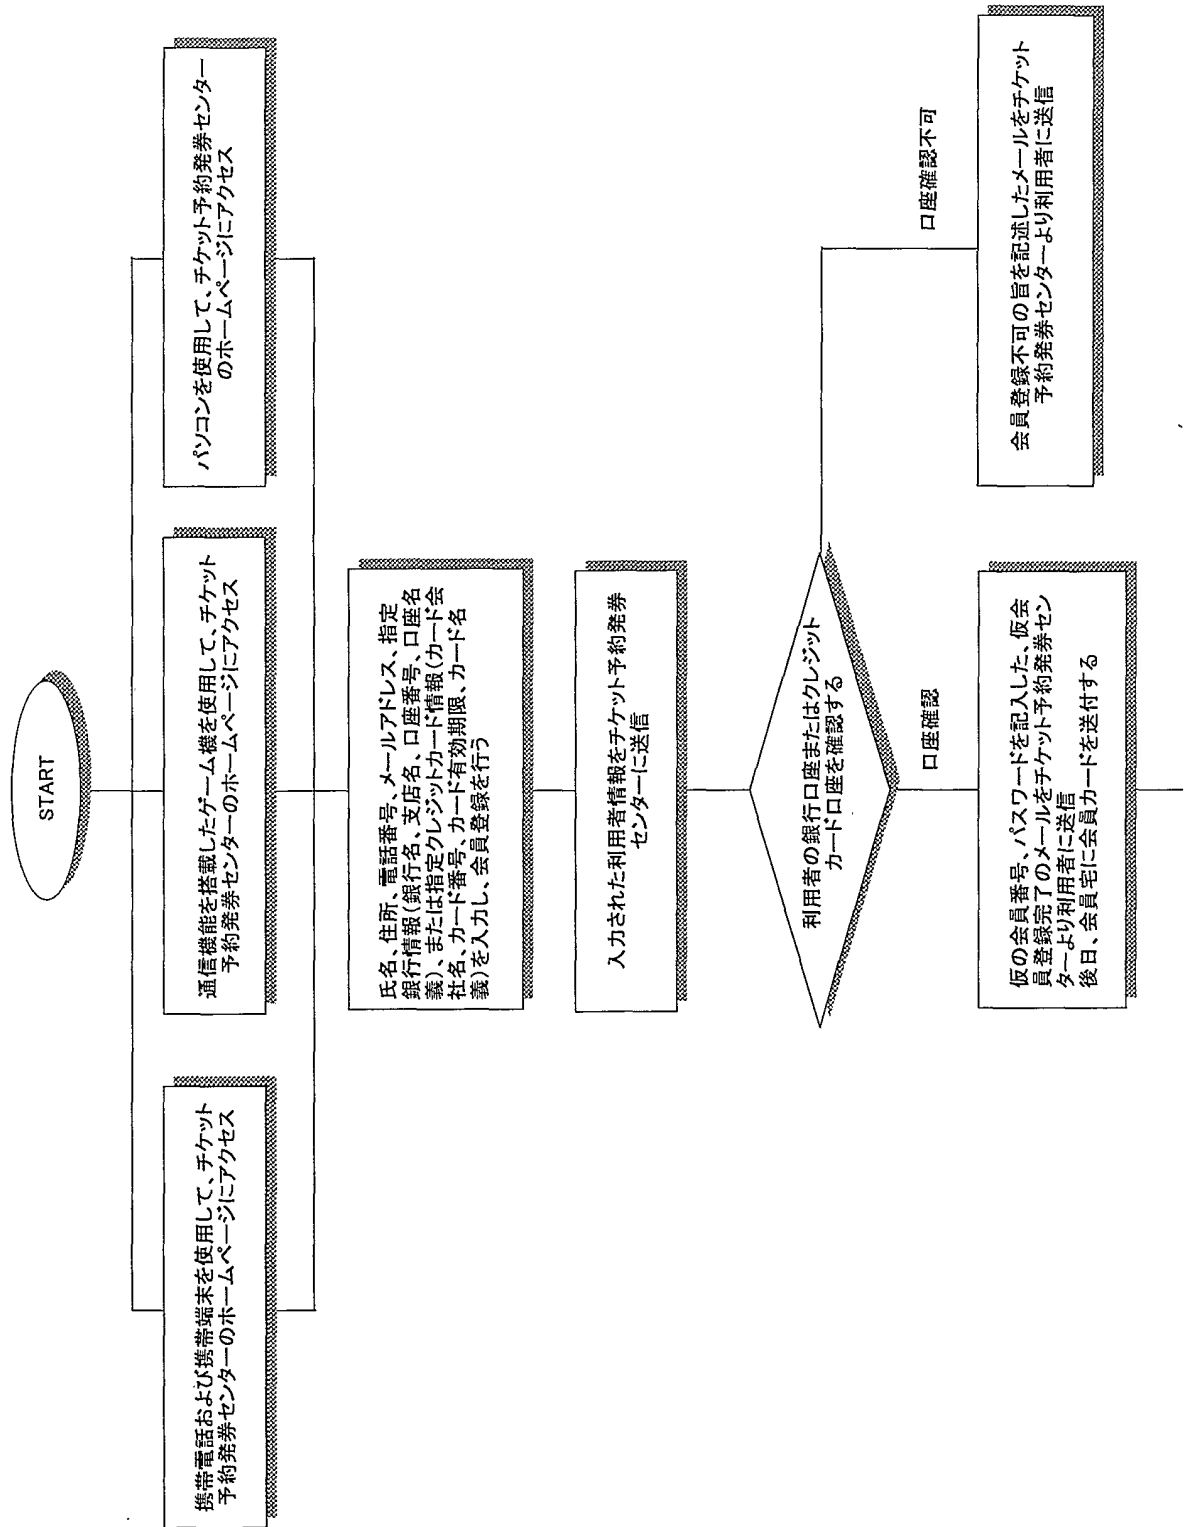 START
携帯電話および携帯端末を使用して、チケット
予約発券センターのホームページにアクセス
通信機能を搭載したゲーム機を使用して、チケット
予約発券センターのホームページにアクセス
パソコンを使用して、チケット予約発券センター
のホームページにアクセス
氏名、住所、電話番号、メールアドレス、指定
銀行情報(銀行名、支店名、口座番号、口座名
義)、または指定クレジットカード情報(カード会
社名、カード番号、カード有効期限、カード名
義)を入力し、会員登録を行う
入力された利用者情報をチケット予約発券
センターに送信
利用者の銀行口座またはクレジット
カード口座を確認する
口座確認
口座確認不可
仮の会員番号、パスワードを記入した、仮会
員登録完了のメールをチケット予約発券セン
ターより利用者に送信
後日、会員宅に会員カードを送付する
会員登録不可の旨を記述したメールをチケット
予約発券センターより利用者に送信